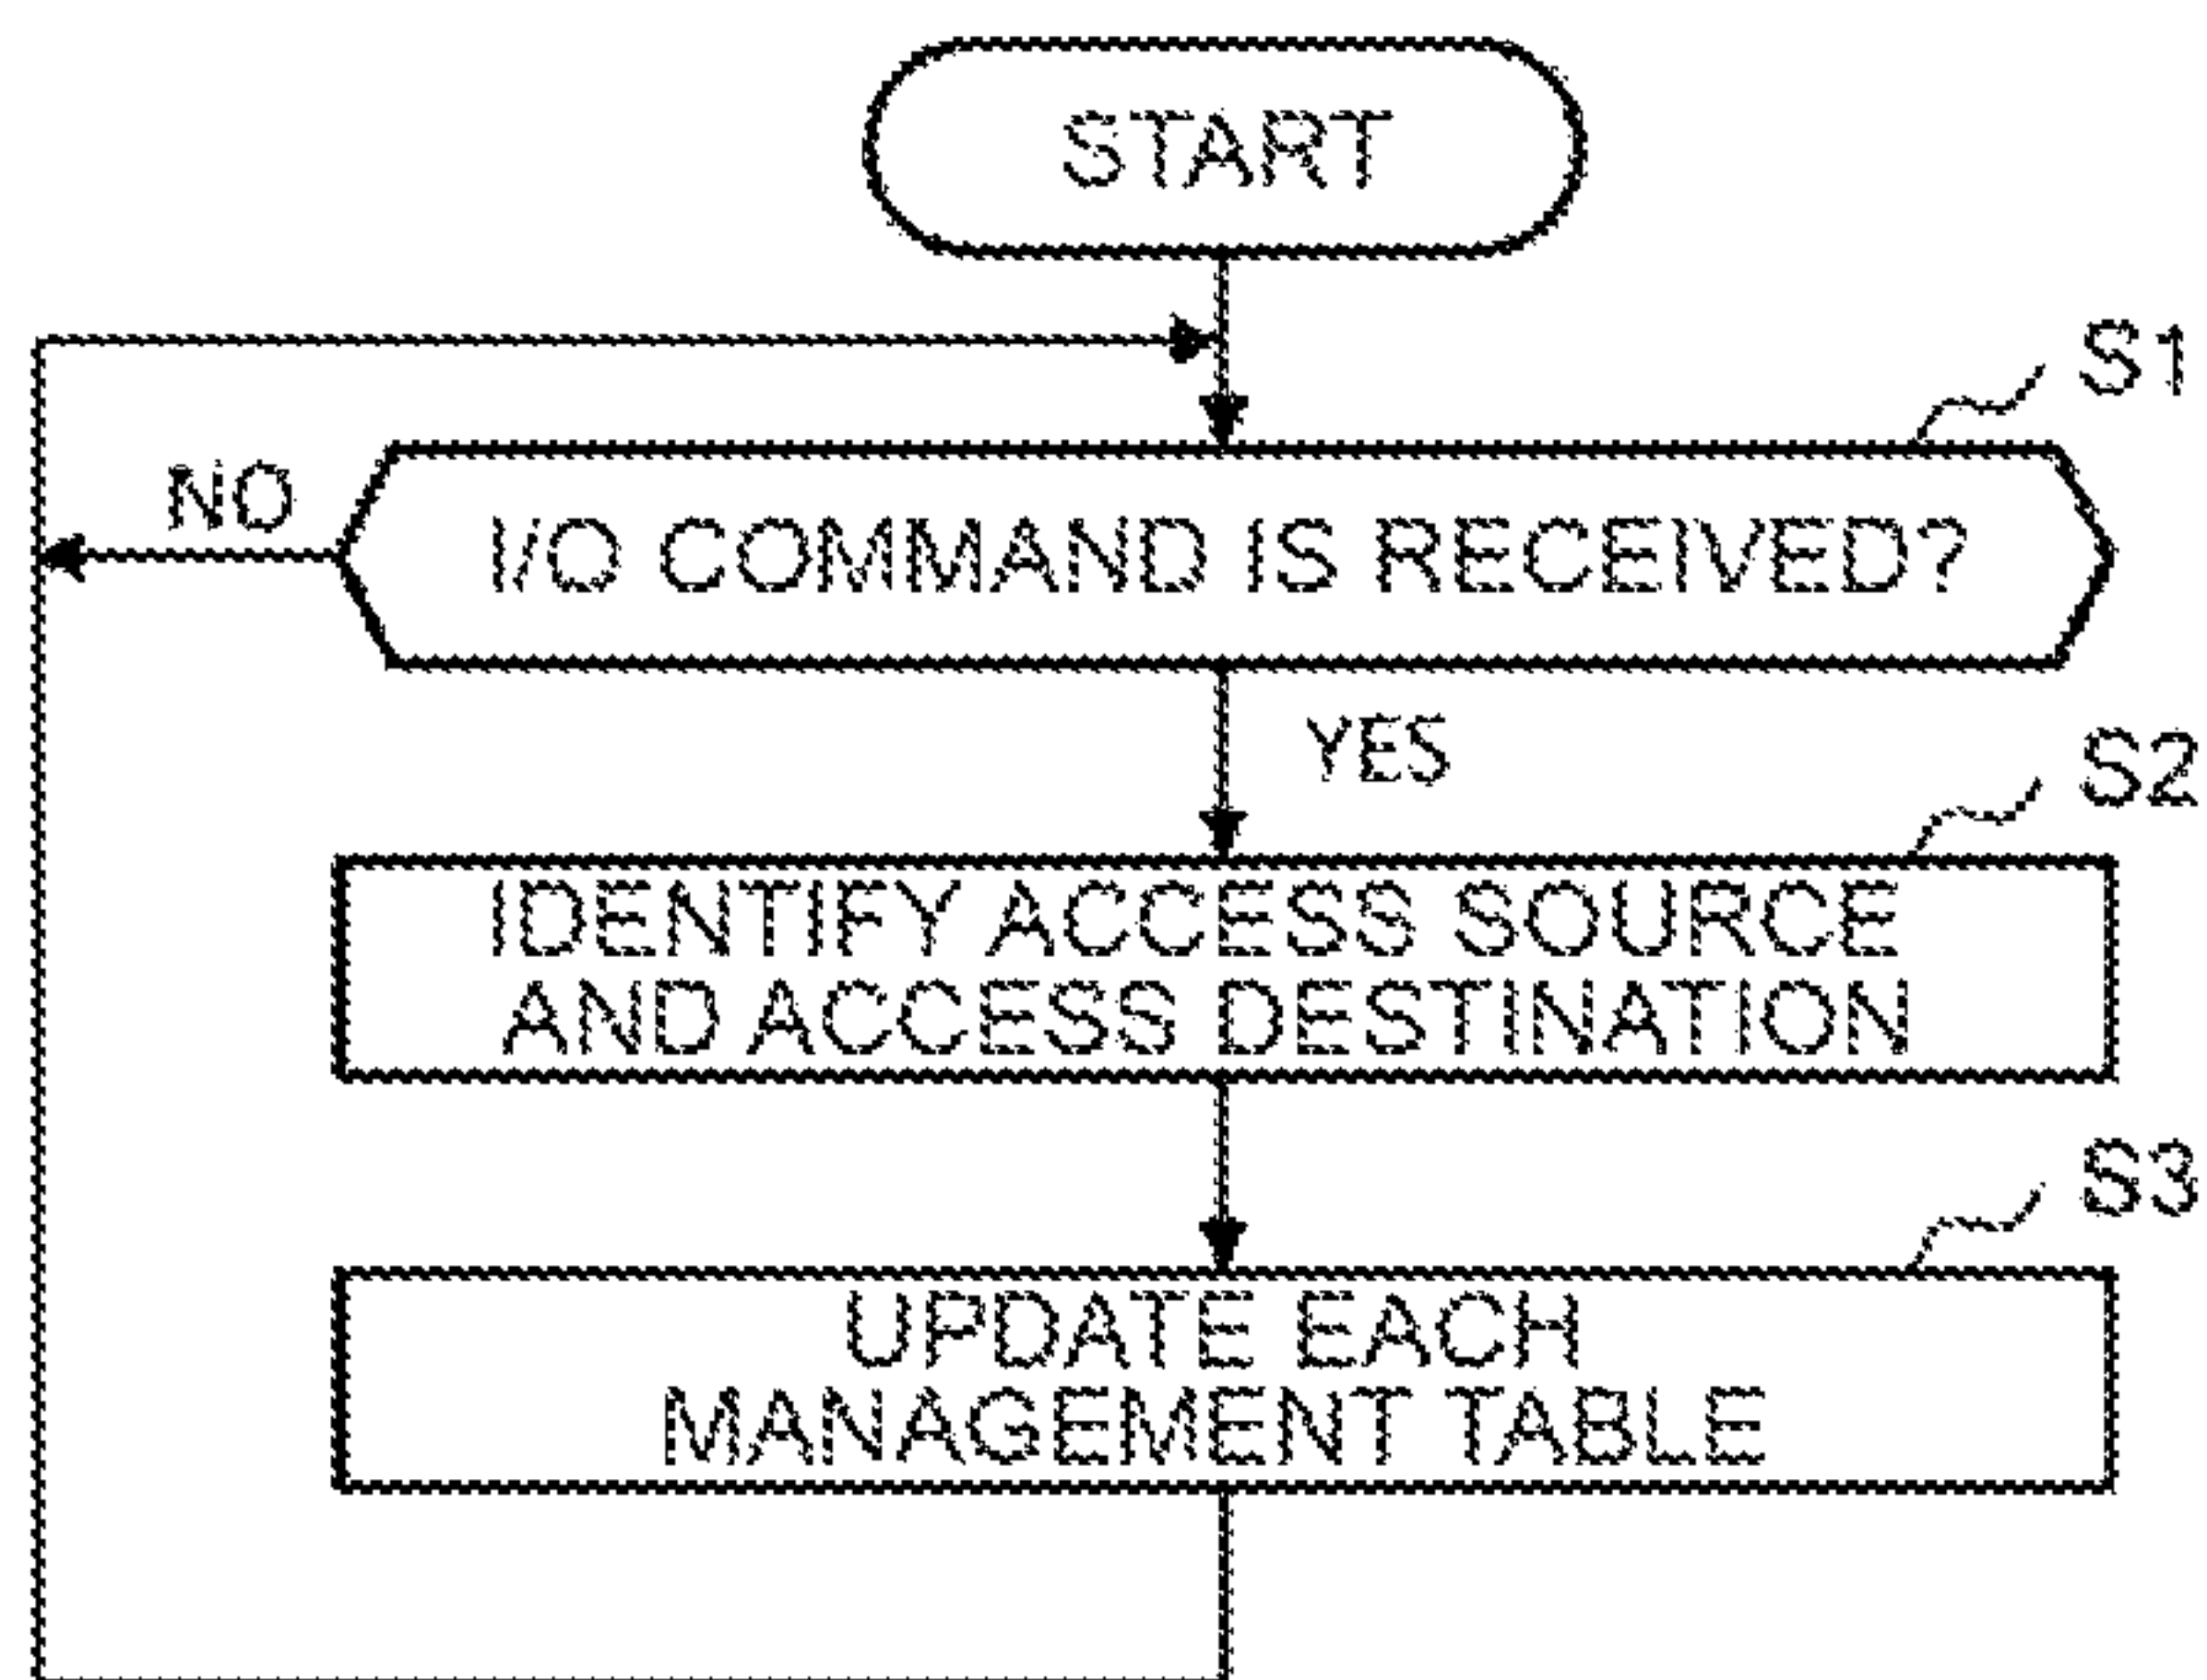 START
S1
NO
I/O COMMAND IS RECEIVED?
YES
S2
IDENTIFY ACCESS SOURCE
AND ACCESS DESTINATION
S3
UPDATE EACH
MANAGEMENT TABLE